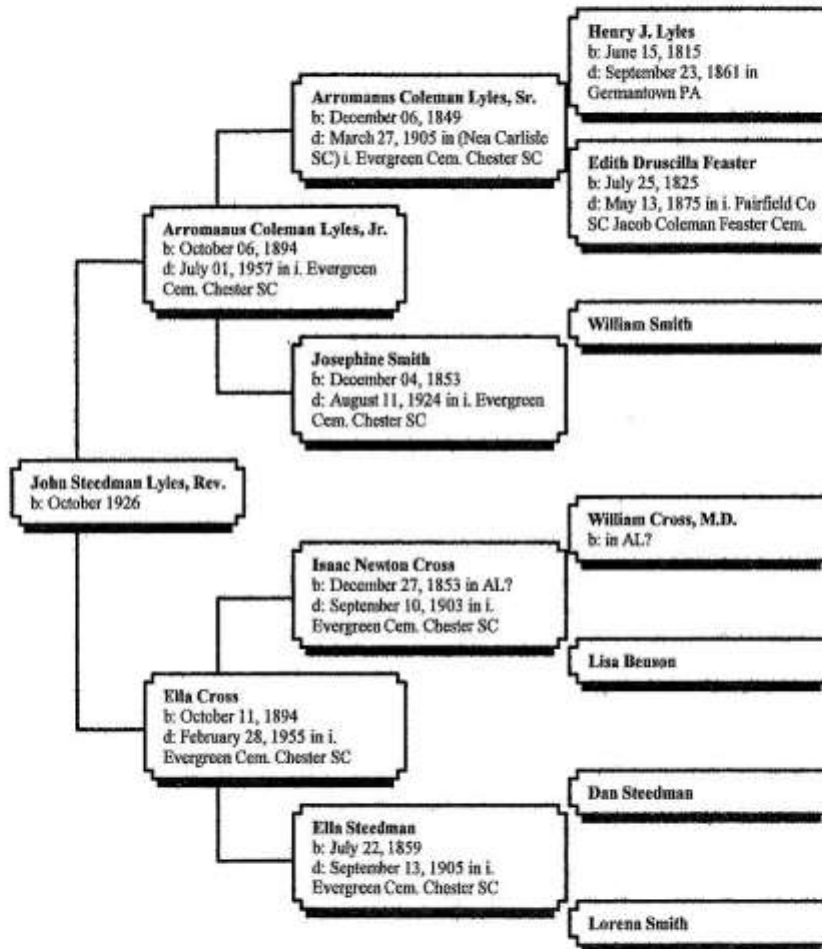 Henry J. Lyles
b: June 15, 1815
d: September 23, 1861 in
Germantown PA
Arromanus Coleman Lyles, Sr.
b: December 06, 1849
d: March 27, 1905 in (Nea Carlisle
SC) i. Evergreen Cem. Chester SC
Edith Druscilla Feaster
b: July 25, 1825
d: May 13, 1875 in i. Fairfield Co
SC Jacob Coleman Feaster Cem.
Arromanus Coleman Lyles, Jr.
b: October 06, 1894
d: July 01, 1957 in i. Evergreen
Cem. Chester SC
William Smith
Josephine Smith
b: December 04, 1853
d: August 11, 1924 in i. Evergreen
Cem. Chester SC
John Steedman Lyles, Rev.
b: October 1926
William Cross, M.D.
b: in AL?
Isaac Newton Cross
b: December 27, 1853 in AL?
d: September 10, 1903 in i.
Evergreen Cem. Chester SC
Lisa Benson
Ella Cross
b: October 11, 1894
d: February 28, 1955 in i.
Evergreen Cem. Chester SC
Dan Steedman
Ella Steedman
b: July 22, 1859
d: September 13, 1905 in i.
Evergreen Cem. Chester SC
Lorena Smith